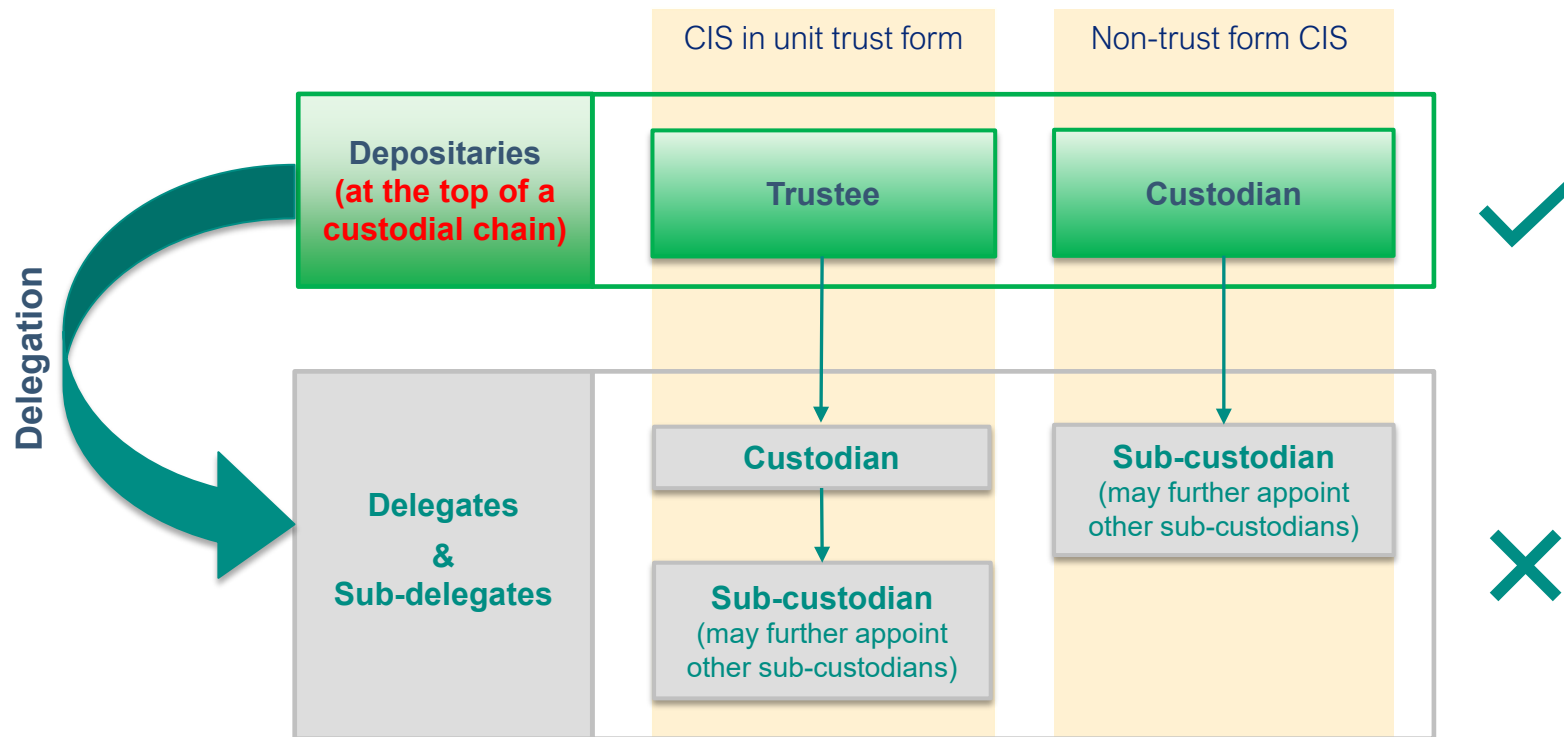 CIS in unit trust form
Non-trust form CIS
Depositaries
(at the top of a
custodial chain)
Trustee
Custodian
Delegation
Delegates
&
Sub-delegates
Custodian
Sub-custodian
(may further appoint
other sub-custodians)
Sub-custodian
(may further appoint
other sub-custodians)